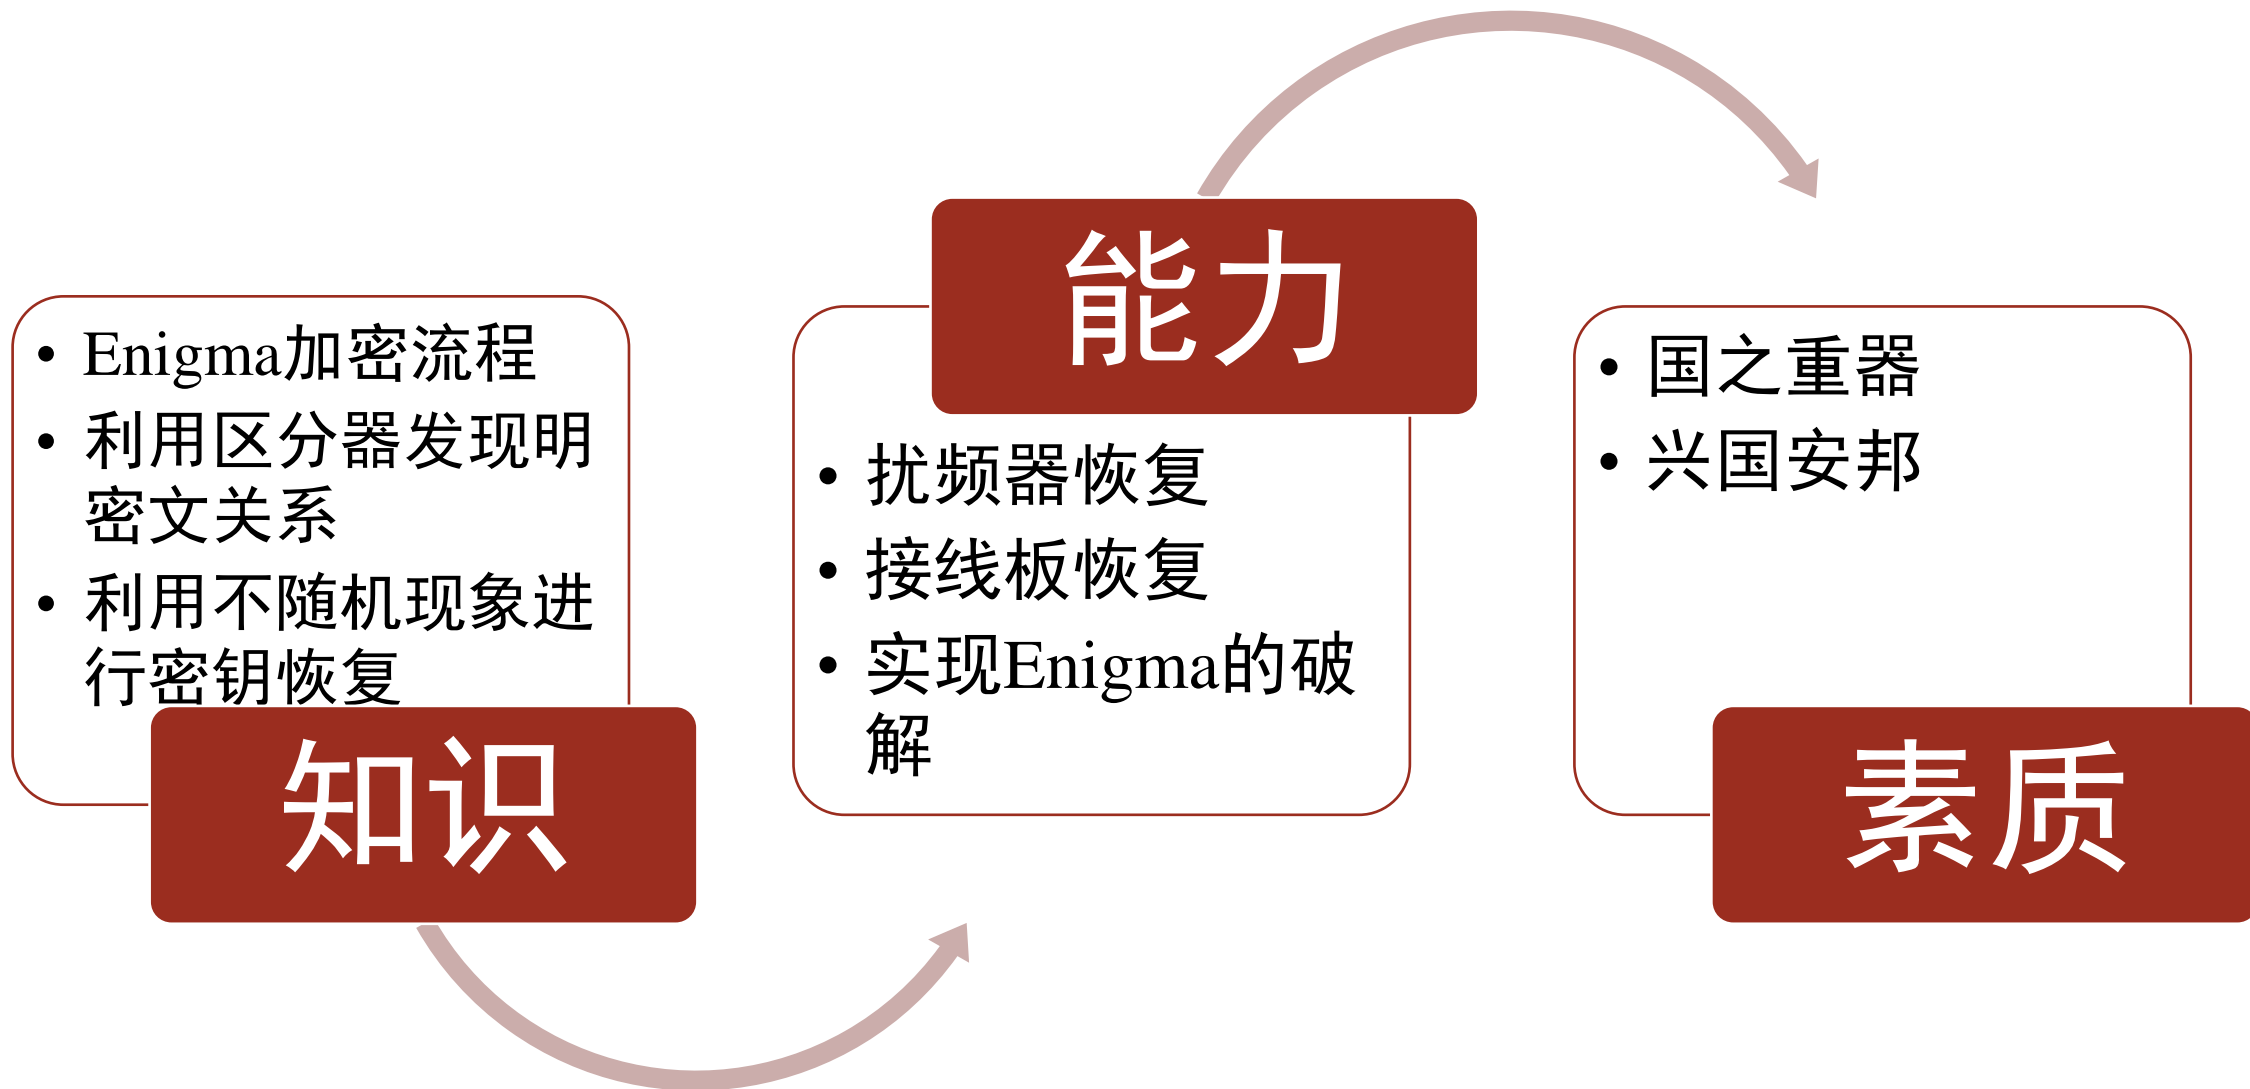 • Enigma加密流程
• 利用区分器发现明
密文关系
• 利用不随机现象进
行密钥恢复
知识
能力
• 扰频器恢复
• 接线板恢复
• 实现Enigma的破
解
• 国之重器
• 兴国安邦
素质